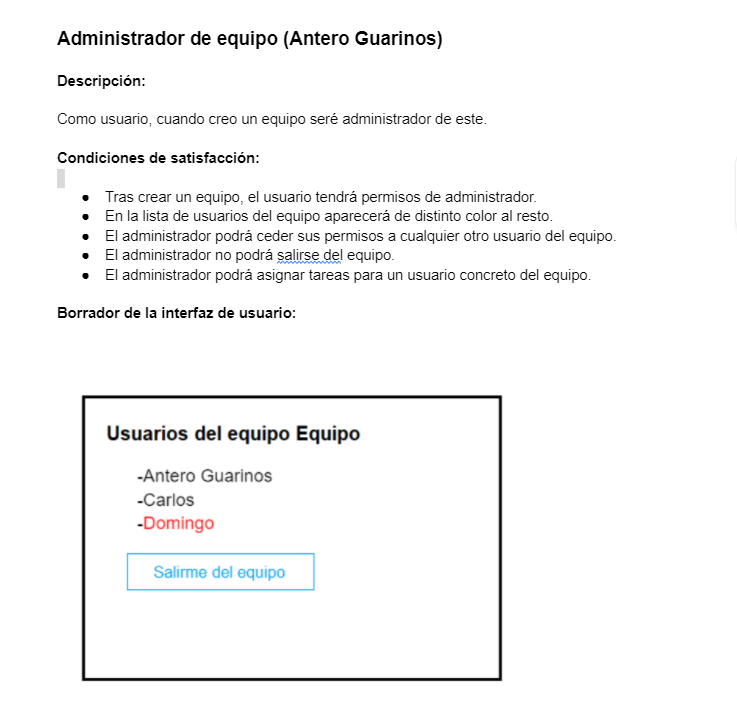 Administrador de equipo (Antero Guarinos)
Descripción:
Como usuario, cuando creo un equipo seré administrador de este.
Condiciones de satisfacción:
● Tras crear un equipo, el usuario tendrá permisos de administrador.
● En la lista de usuarios del equipo aparecerá de distinto color al resto.
● El administrador podrá ceder sus permisos a cualquier otro usuario del equipo.
● El administrador no podrá salirse del equipo.
● El administrador podrá asignar tareas para un usuario concreto del equipo.
Borrador de la interfaz de usuario:
Usuarios del equipo Equipo
-Antero Guarinos
-Carlos
-Domingo
Salirme del equipo